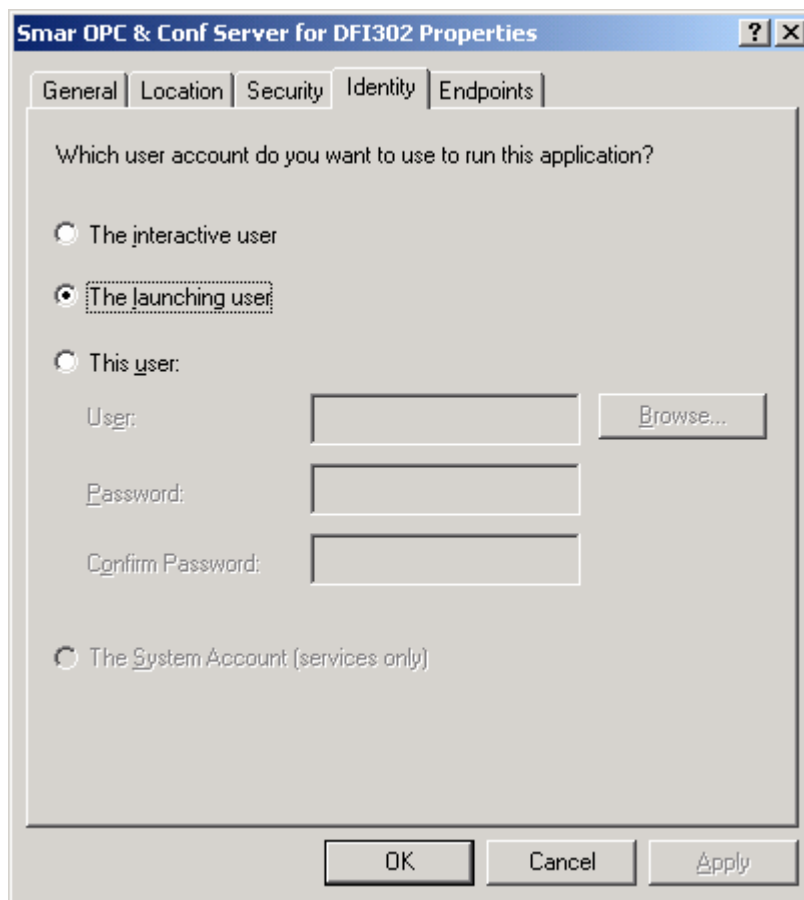 Smar OPC & Conf Server for DFI302 Properties ? X
General Location Security Identity Endpoints
Which user account do you want to use to run this application?
The interactive user
The launching user
This user:
User: Browse...
Password:
Confirm Password:
The System Account (services only)
OK Cancel Apply